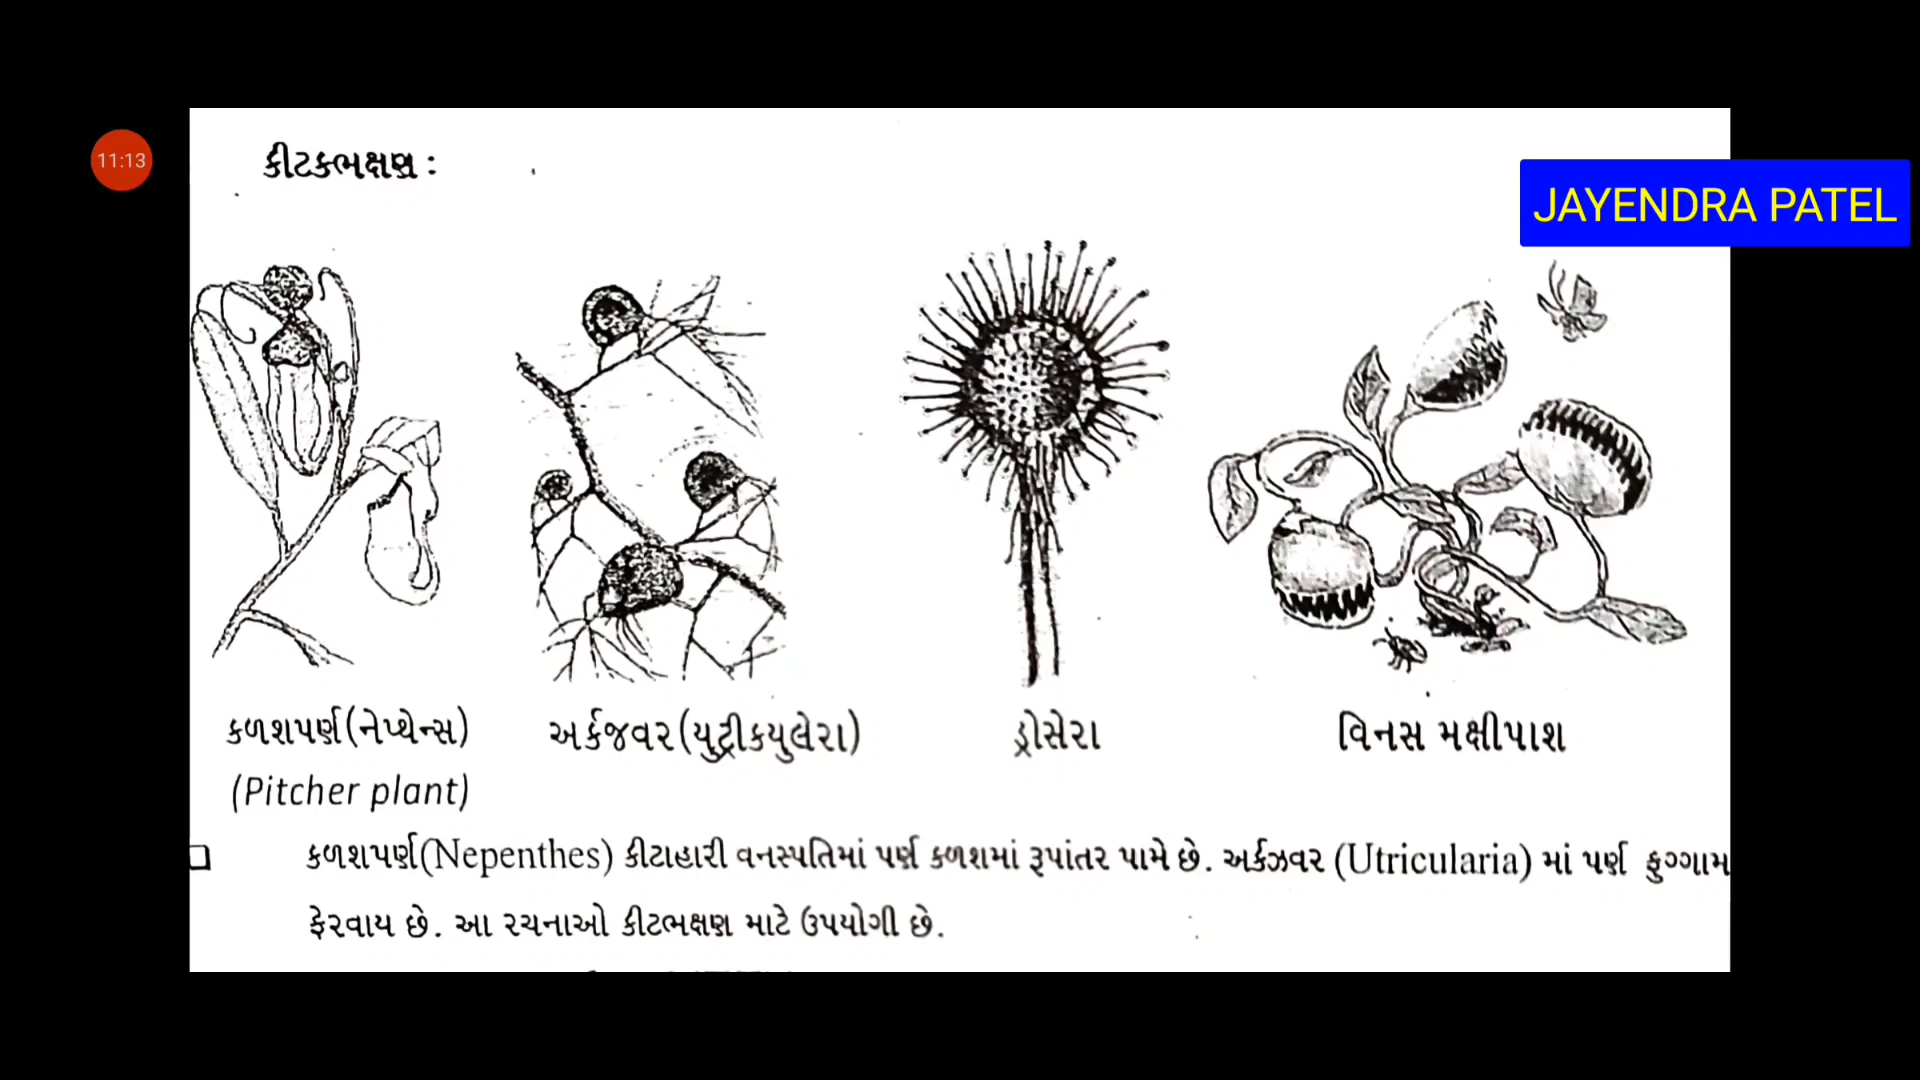 11:13
કીટકભક્ષણ :
JAYENDRA PATEL
કળશપર્ણ(નેપ્થેન્સ)
(Pitcher plant)
અર્કજવર(યુટ્રીકયુલેરા)
ડ્રોસેરા
વિનસ મક્ષીપાશ
કળશપર્ણ(Nepenthes) કીટાહારી વનસ્પતિમાં પર્ણ કળશમાં રૂપાંતર પામે છે. અર્કઝવર (Utricularia) માં પર્ણ ફુગ્ગામ
ફેરવાય છે. આ રચનાઓ કીટભક્ષણ માટે ઉપયોગી છે.